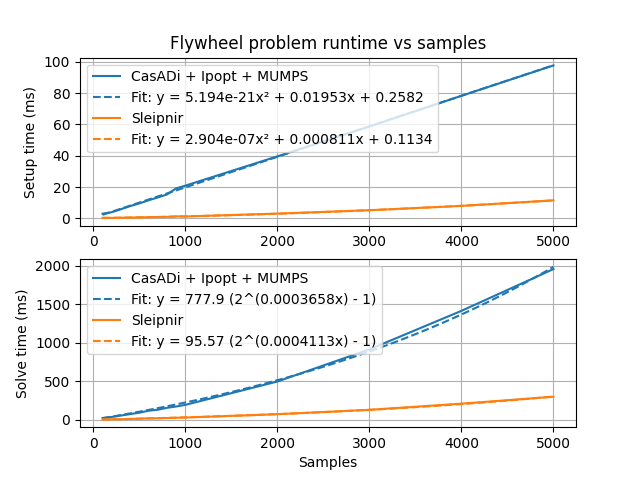 Flywheel problem runtime vs samples
100
80
60
40
20
0
Setup time (ms)
CasADi + Ipopt + MUMPS
Fit: y = 5.194e-21x² + 0.01953x + 0.2582
Sleipnir
Fit: y = 2.904e-07x² + 0.000811x + 0.1134
0 1000 2000 3000 4000 5000
2000
1500
1000
500
0
Solve time (ms)
CasADi + Ipopt + MUMPS
Fit: y = 777.9 (2^(0.0003658x) - 1)
Sleipnir
Fit: y = 95.57 (2^(0.0004113x) - 1)
0 1000 2000 3000 4000 5000
Samples